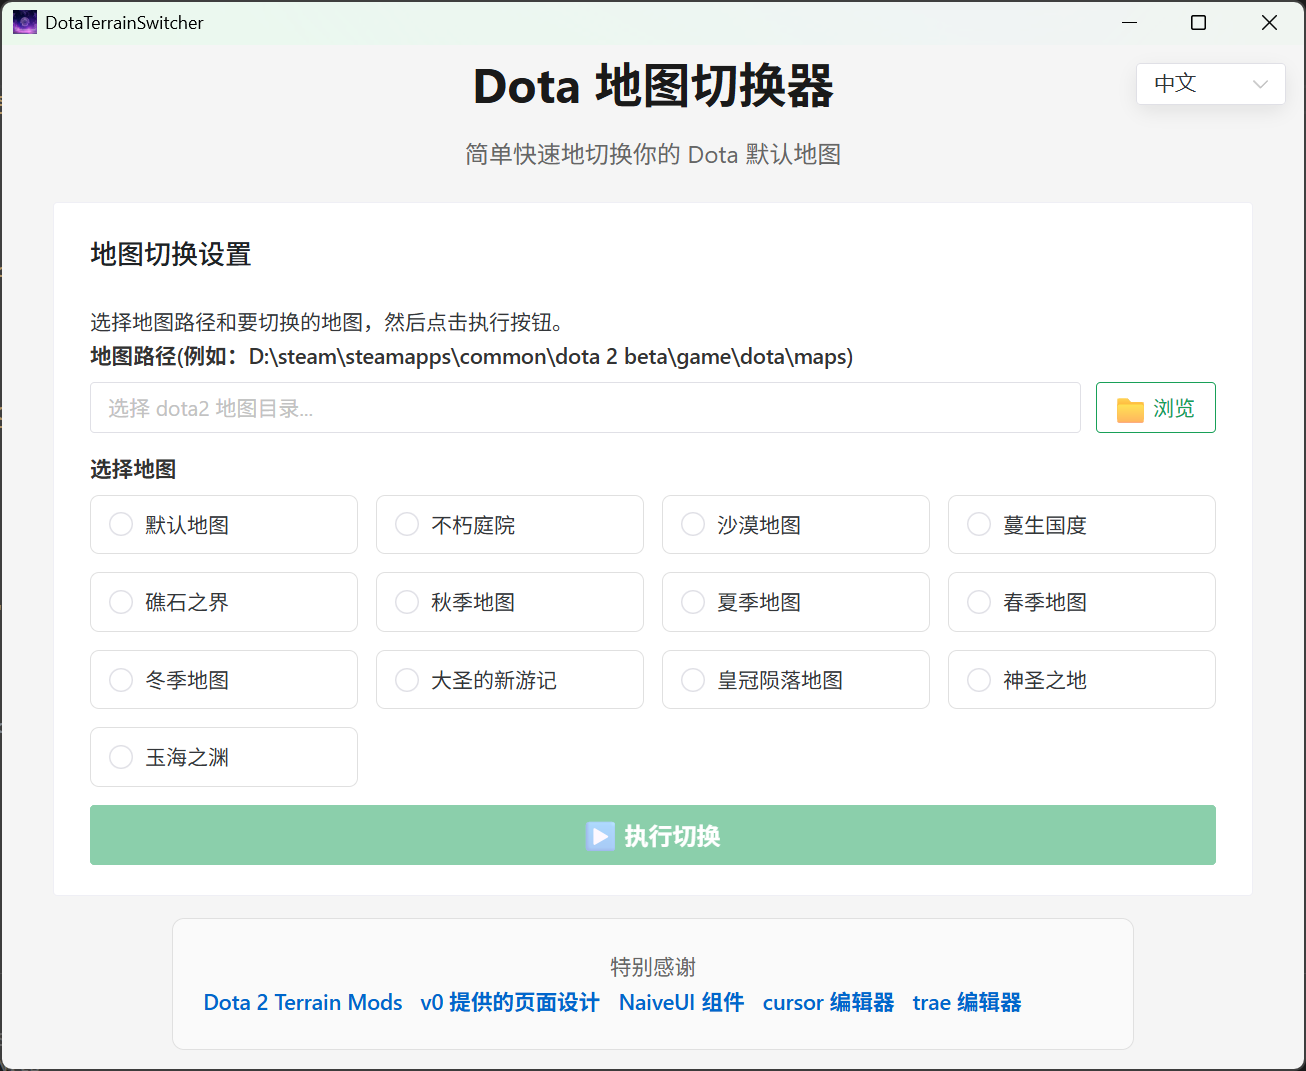 DotaTerrainSwitcher
Dota 地图切换器
中文
简单快速地切换你的 Dota 默认地图
地图切换设置
选择地图路径和要切换的地图，然后点击执行按钮。
地图路径(例如：D:\steam\steamapps\common\dota 2 beta\game\dota\maps)
选择 dota2 地图目录...
浏览
选择地图
默认地图
不朽庭院
沙漠地图
蔓生国度
礁石之界
秋季地图
夏季地图
春季地图
冬季地图
大圣的新游记
皇冠陨落地图
神圣之地
玉海之渊
执行切换
特别感谢
Dota 2 Terrain Mods v0 提供的页面设计 NaiveUI 组件 cursor 编辑器 trae 编辑器